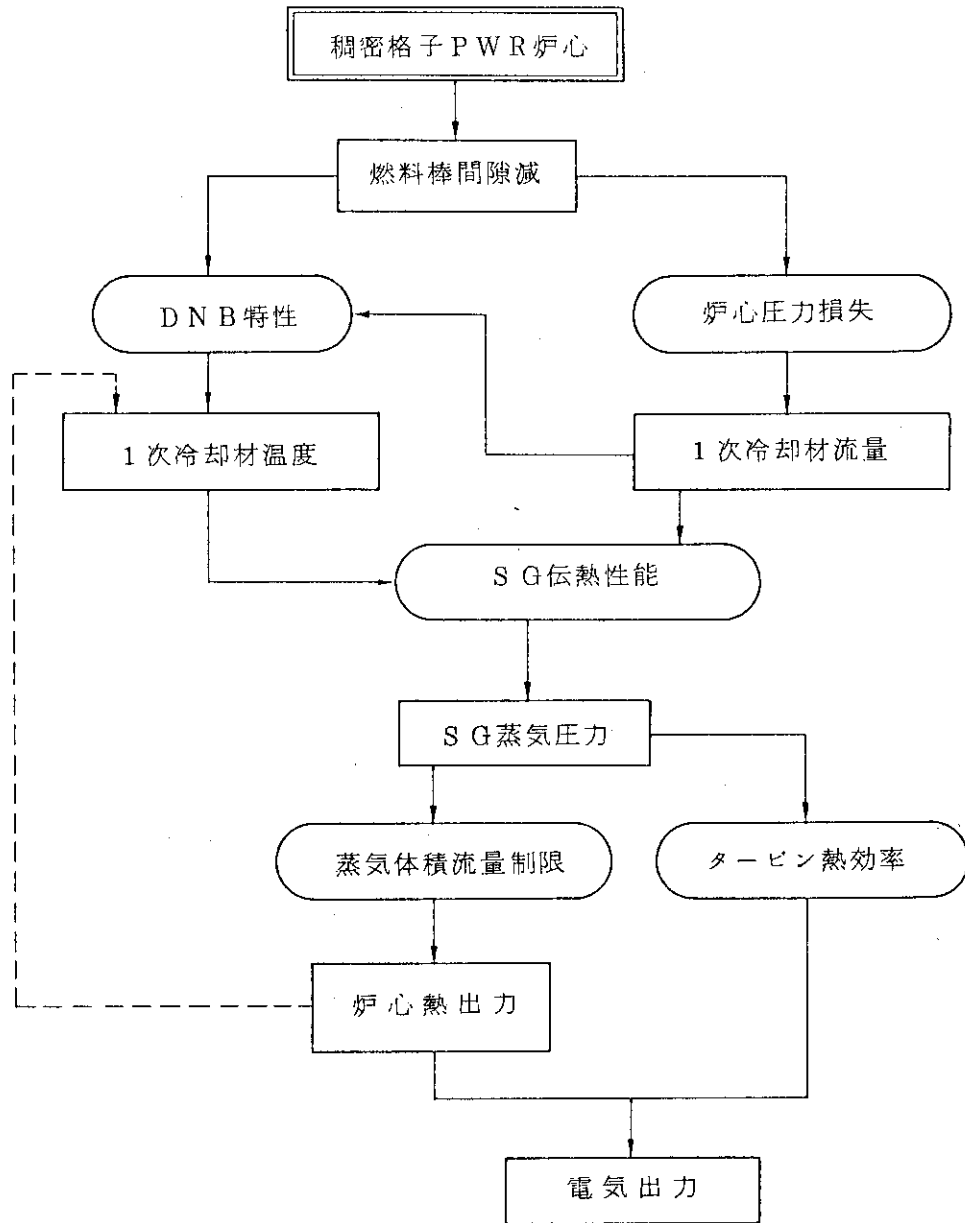 稠密格子PWR炉心
燃料棒間隙減
DNB特性
炉心圧力損失
1次冷却材温度
1次冷却材流量
SG伝熱性能
SG蒸気圧力
蒸気体積流量制限
タービン熱効率
炉心熱出力
電気出力